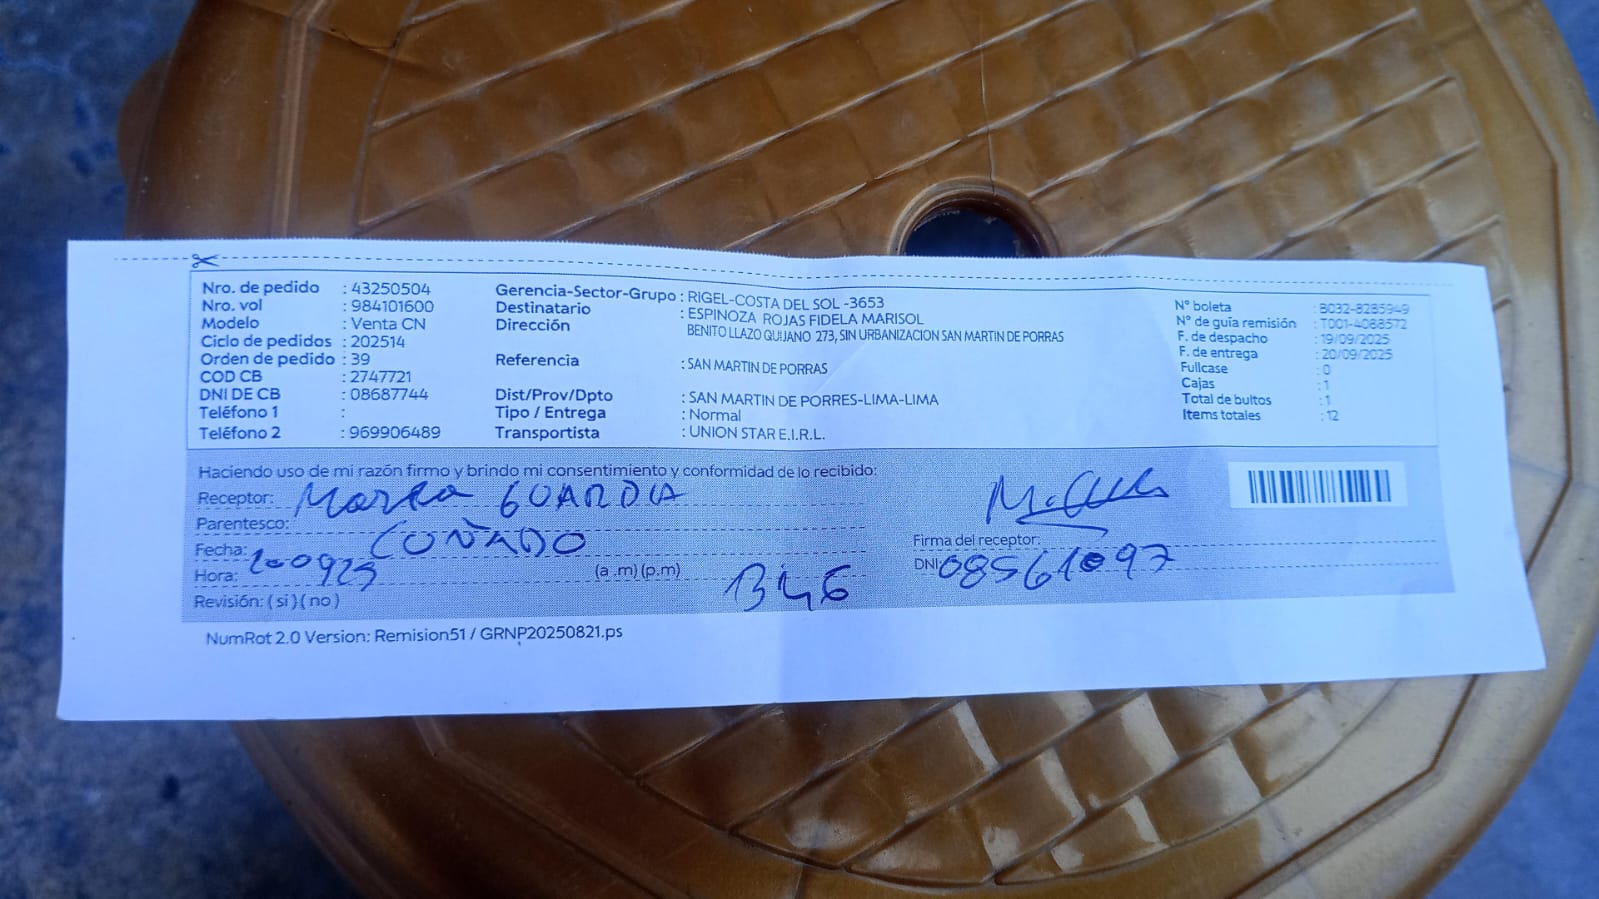 Nro. de pedido : 43250504
Nro. vol : 984101600
Modelo : Venta CN
Ciclo de pedidos : 202514
Orden de pedido : 39
COD CB : 2747721
DNI DE CB : 08687744
Teléfono 1 :
Teléfono 2 : 969906489
Gerencia-Sector-Grupo : RIGEL-COSTA DEL SOL -3653
Destinatario : ESPINOZA ROJAS FIDELA MARISOL
Dirección BENITO LLAZO QUIJANO 273, SIN URBANIZACION SAN MARTIN DE PORRAS
Referencia : SAN MARTIN DE PORRAS
Dist/Prov/Dpto : SAN MARTIN DE PORRES-LIMA-LIMA
Tipo / Entrega : Normal
Transportista : UNION STAR E.I.R.L.
N° boleta : B032-8285949
N° de guía remisión : T001-4088572
F. de despacho : 19/09/2025
F. de entrega : 20/09/2025
Fullcase : 0
Cajas : 1
Total de bultos : 1
Items totales : 12
Haciendo uso de mi razón firmo y brindo mi consentimiento y conformidad de lo recibido:
Receptor: GUARDIA
Parentesco: COÑADO
Fecha: 200925
Hora: (a .m) (p.m) 1346
Revisión: ( si ) ( no )
Firma del receptor:
DNI: 08561097
NumRot 2.0 Version: Remision51 / GRNP20250821.ps